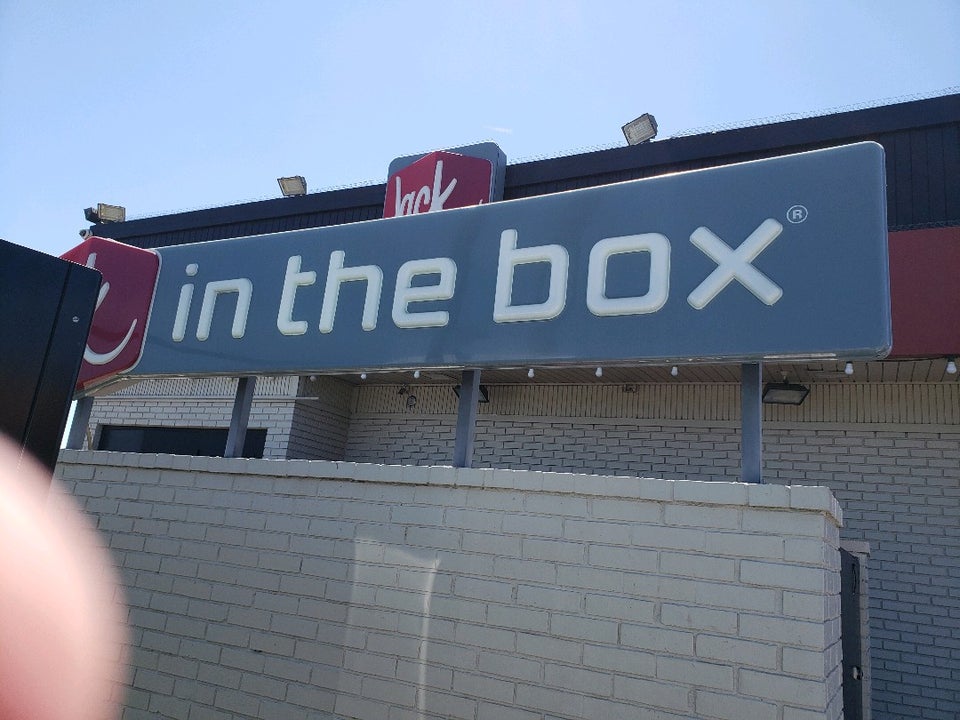 Jack
k in the box®